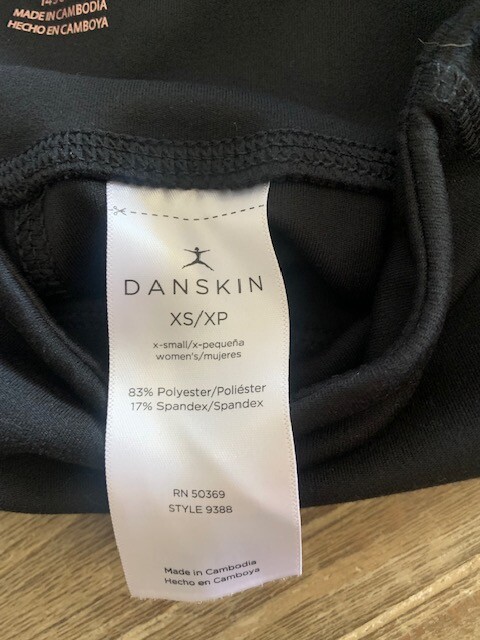 MADE IN CAMBODIA
HECHO EN CAMBOYA
DANSKIN
XS/XP
x-small/x-pequeña
women's/mujeres
83% Polyester/Poliéster
17% Spandex/Spandex
RN 50369
STYLE 9388
Made in Cambodia
Hecho en Camboya